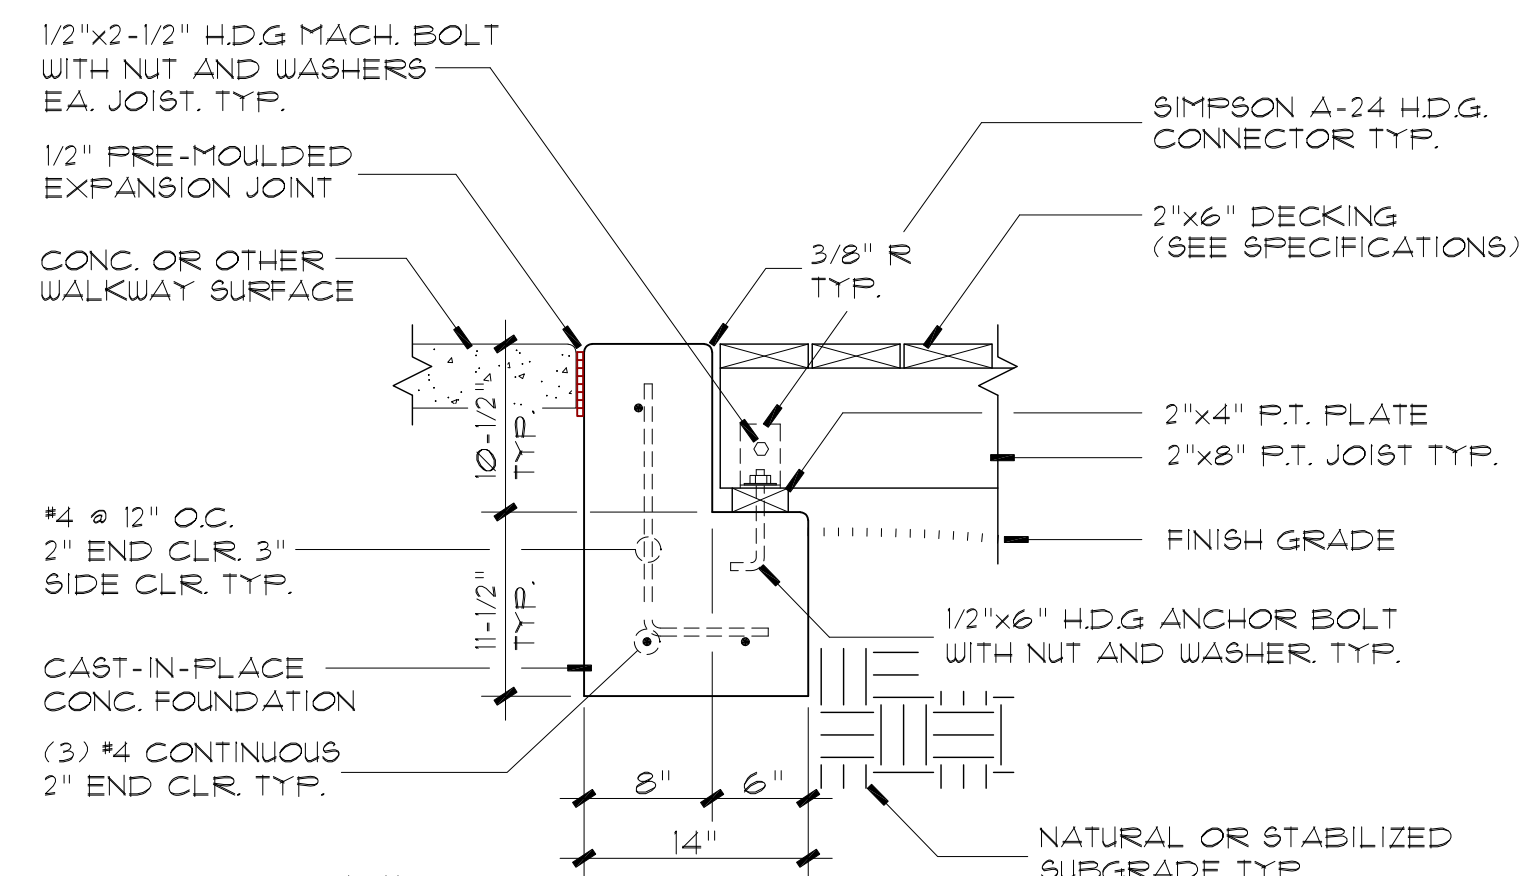 1/2"x2-1/2" H.D.G MACH. BOLT
WITH NUT AND WASHERS
EA. JOIST. TYP.
1/2" PRE-MOULDED
EXPANSION JOINT
CONC. OR OTHER
WALKWAY SURFACE
SIMPSON A-24 H.D.G.
CONNECTOR TYP.
2"x6" DECKING
(SEE SPECIFICATIONS)
3/8" R
TYP.
10-1/2"
TYP.
2"x4" P.T. PLATE
2"x8" P.T. JOIST TYP.
#4 @ 12" O.C.
2" END CLR. 3"
SIDE CLR. TYP.
FINISH GRADE
11-1/2"
TYP.
1/2"x6" H.D.G ANCHOR BOLT
WITH NUT AND WASHER. TYP.
CAST-IN-PLACE
CONC. FOUNDATION
(3) #4 CONTINUOUS
2" END CLR. TYP.
8"
6"
14"
NATURAL OR STABILIZED
SUBGRADE TYP